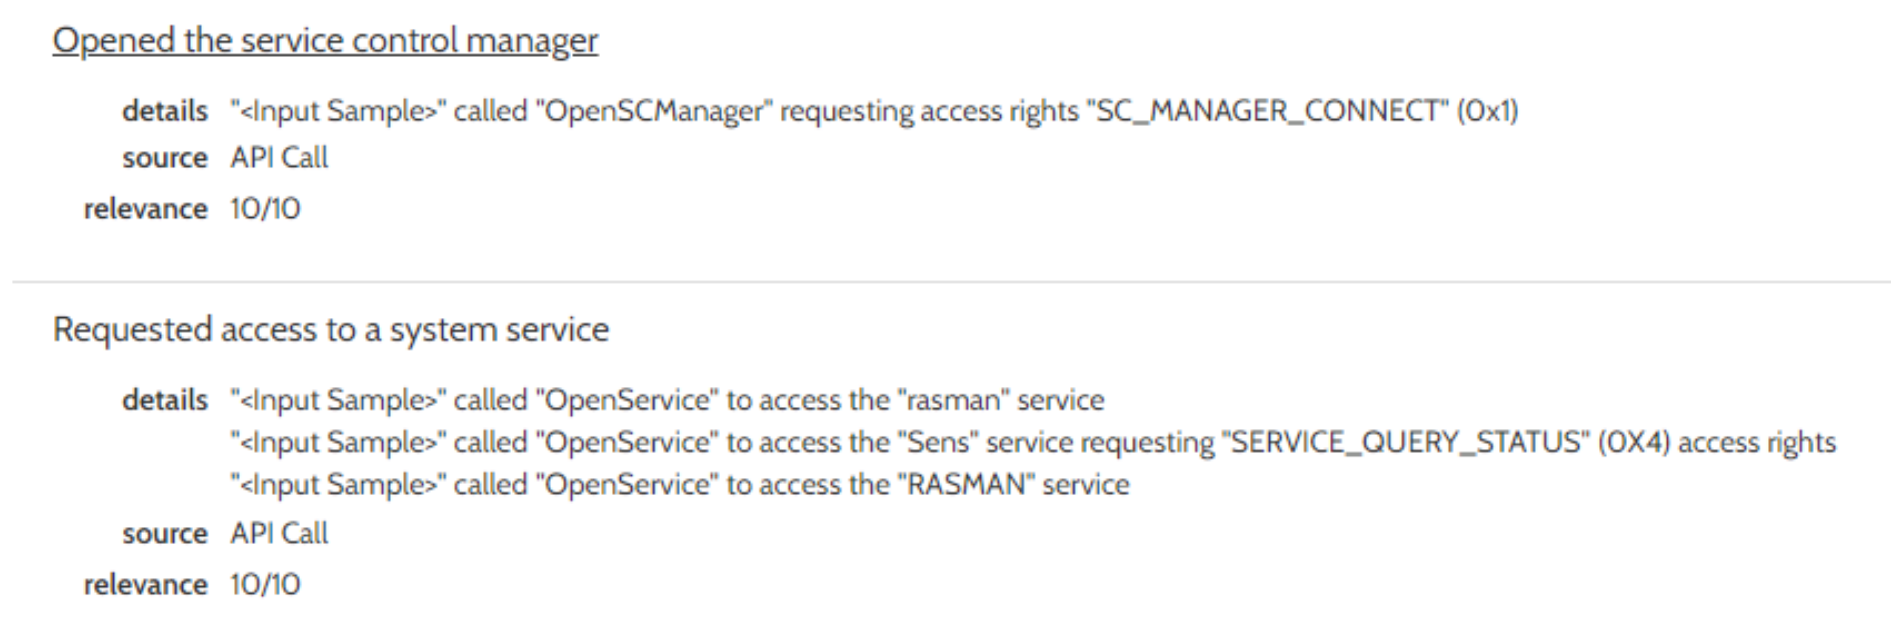 Opened the service control manager
details "<Input Sample>" called "OpenSCManager" requesting access rights "SC_MANAGER_CONNECT" (0x1)
source API Call
relevance 10/10
Requested access to a system service
details "<Input Sample>" called "OpenService" to access the "rasman" service
"<Input Sample>" called "OpenService" to access the "Sens" service requesting "SERVICE_QUERY_STATUS" (0X4) access rights
"<Input Sample>" called "OpenService" to access the "RASMAN" service
source API Call
relevance 10/10